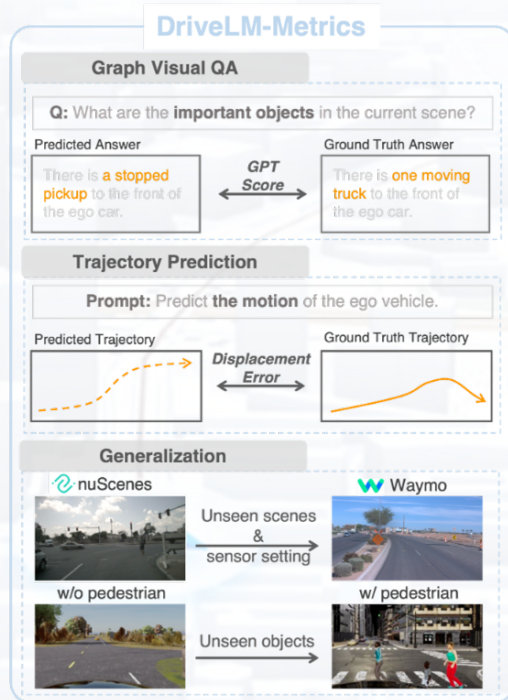 DriveLM-Metrics
Graph Visual QA
Q: What are the important objects in the current scene?
Predicted Answer
Ground Truth Answer
There is a stopped
pickup to the front of
the ego car.
GPT
Score
There is one moving
truck to the front of
the ego car.
Trajectory Prediction
Prompt: Predict the motion of the ego vehicle.
Predicted Trajectory
Ground Truth Trajectory
Displacement
Error
Generalization
nuScenes
Waymo
Unseen scenes
&
sensor setting
w/o pedestrian
w/ pedestrian
Unseen objects